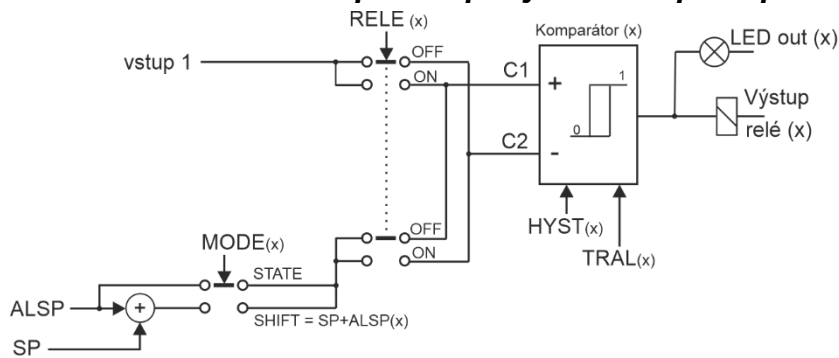 RELE (x)
Komparátor (x)
LED out (x)
vstup 1
OFF
ON
C1
+
1
0
C2
-
Výstup
relé (x)
HYST(x)
TRAL(x)
OFF
ON
MODE(x)
STATE
ALSP
+
SHIFT = SP+ALSP(x)
SP